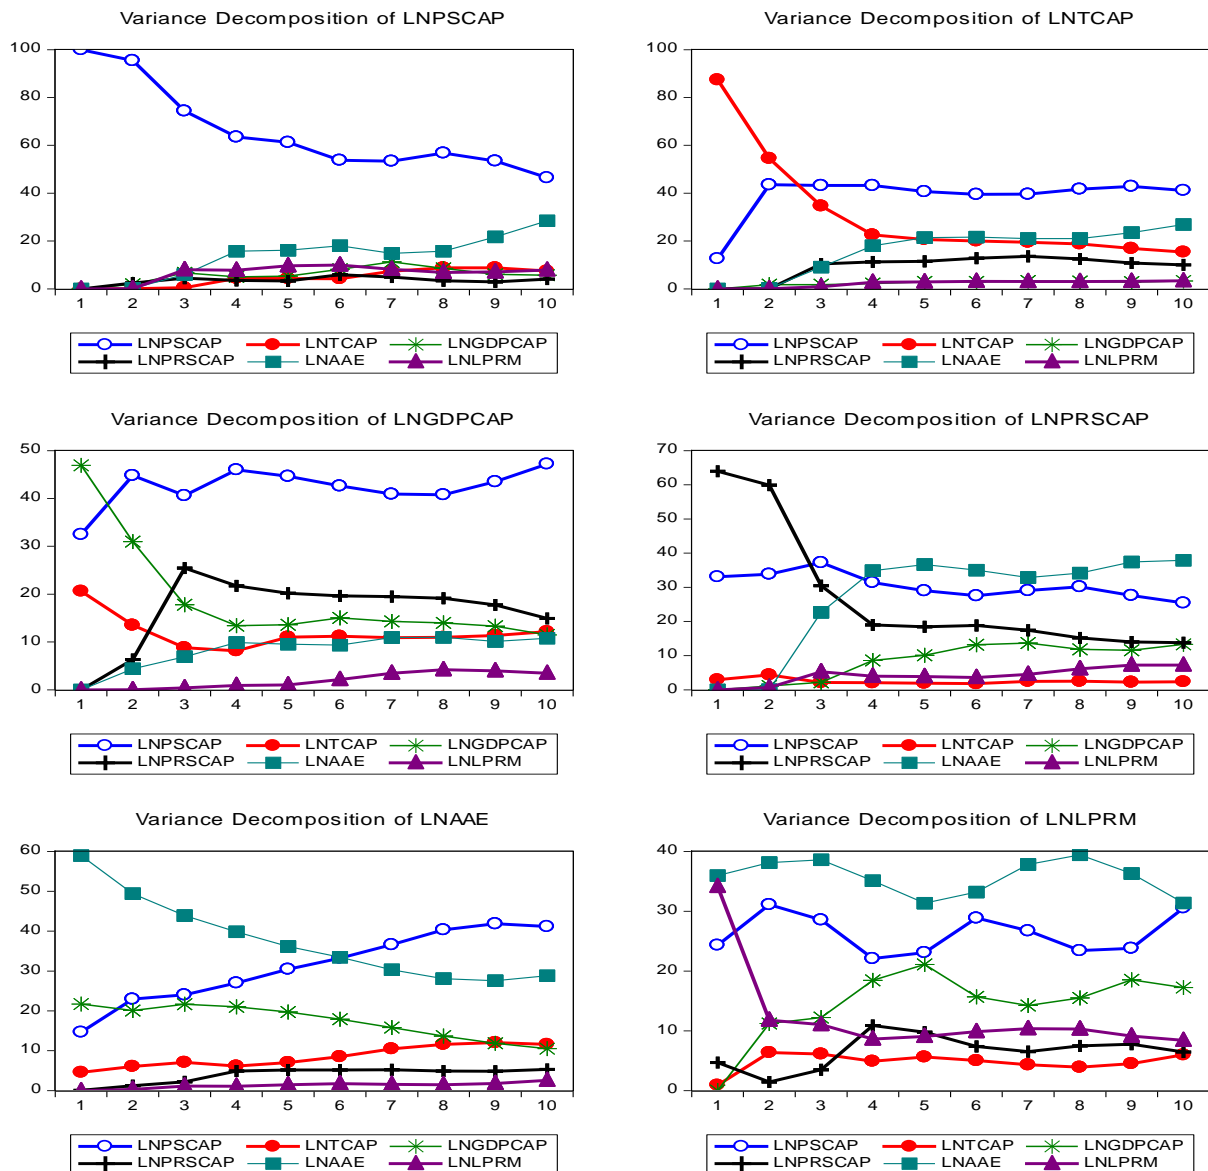 Variance Decomposition of LNPSCAP
100
80
60
40
20
0
1 2 3 4 5 6 7 8 9 10
LNPSCAP LNTCAP LNGDPCAP
LNPRSCAP LNAAE LNLPRM
Variance Decomposition of LNTCAP
100
80
60
40
20
0
1 2 3 4 5 6 7 8 9 10
LNPSCAP LNTCAP LNGDPCAP
LNPRSCAP LNAAE LNLPRM
Variance Decomposition of LNGDPCAP
50
40
30
20
10
0
1 2 3 4 5 6 7 8 9 10
LNPSCAP LNTCAP LNGDPCAP
LNPRSCAP LNAAE LNLPRM
Variance Decomposition of LNPRSCAP
70
60
50
40
30
20
10
0
1 2 3 4 5 6 7 8 9 10
LNPSCAP LNTCAP LNGDPCAP
LNPRSCAP LNAAE LNLPRM
Variance Decomposition of LNAAE
60
50
40
30
20
10
0
1 2 3 4 5 6 7 8 9 10
LNPSCAP LNTCAP LNGDPCAP
LNPRSCAP LNAAE LNLPRM
Variance Decomposition of LNLPRM
40
30
20
10
0
1 2 3 4 5 6 7 8 9 10
LNPSCAP LNTCAP LNGDPCAP
LNPRSCAP LNAAE LNLPRM